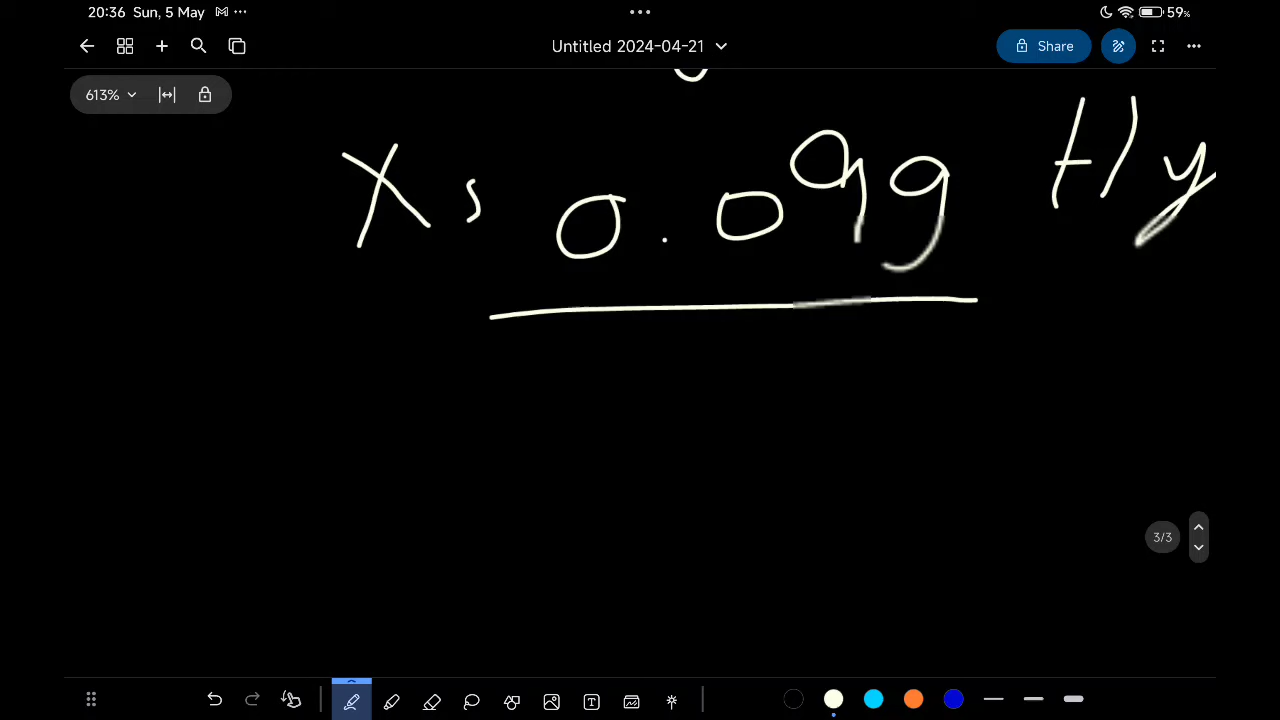 20:36 Sun, 5 May
59%
Untitled 2024-04-21
Share
613%
X s 0.099
3/3